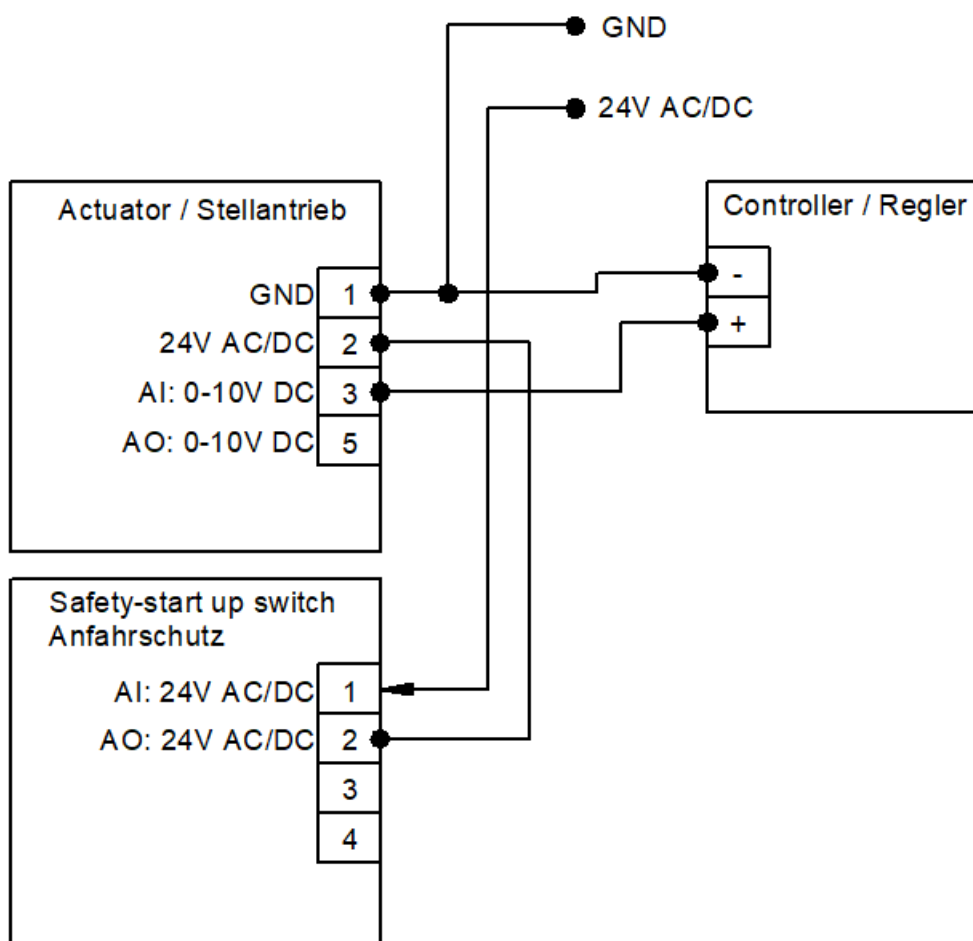 GND
24V AC/DC
Actuator / Stellantrieb
GND 1
24V AC/DC 2
AI: 0-10V DC 3
AO: 0-10V DC 5
Controller / Regler
-
+
Safety-start up switch
Anfahrschutz
AI: 24V AC/DC 1
AO: 24V AC/DC 2
3
4